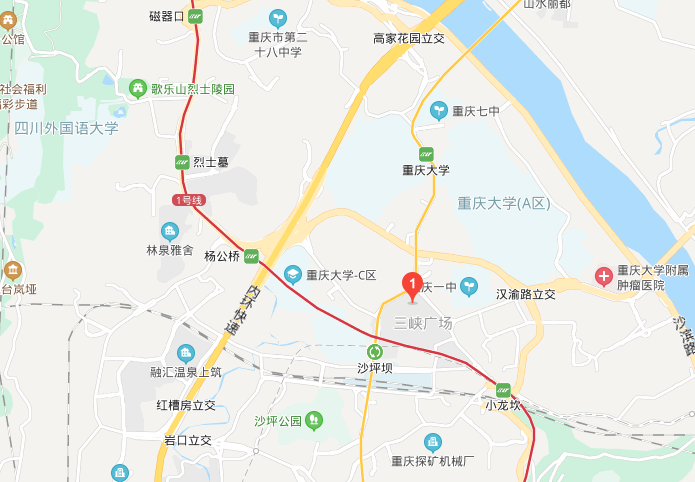 山水丽都
磁器口
重庆市第二
十八中学
高家花园立交
公馆
社会福利
福彩步道
歌乐山烈士陵园
重庆七中
四川外国语大学
烈士墓
重庆大学
1号线
重庆大学(A区)
林泉雅舍
杨公桥
重庆大学-C区
台岚垭
1
庆一中
汉渝路立交
重庆大学附属
肿瘤医院
内环快速
三峡广场
沙滨路
沙坪坝
融汇温泉上筑
红槽房立交
小龙坎
沙坪公园
岩口立交
重庆探矿机械厂